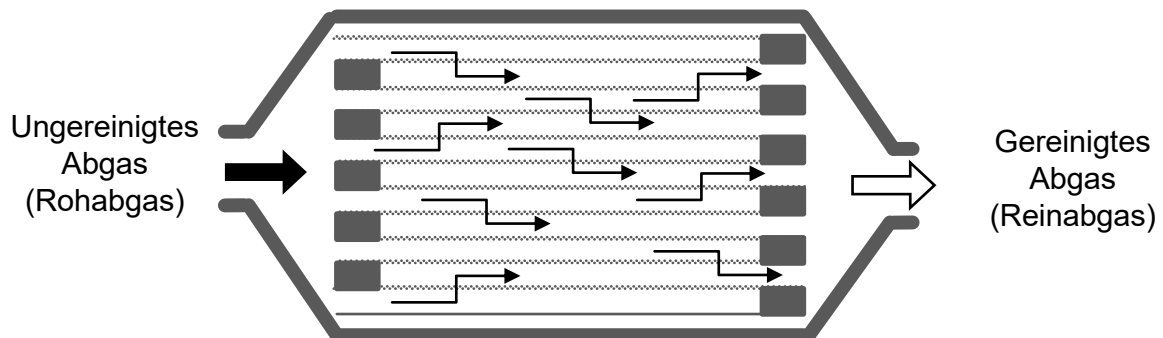 Ungereinigtes
Abgas
(Rohabgas)
Gereinigtes
Abgas
(Reinabgas)